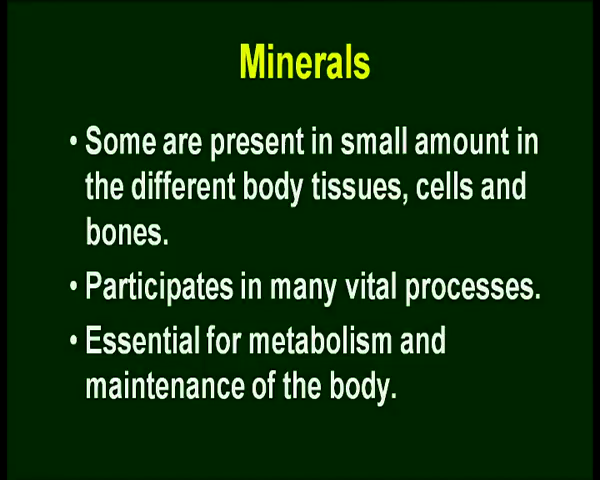 Minerals
• Some are present in small amount in
the different body tissues, cells and
bones.
• Participates in many vital processes.
• Essential for metabolism and
maintenance of the body.